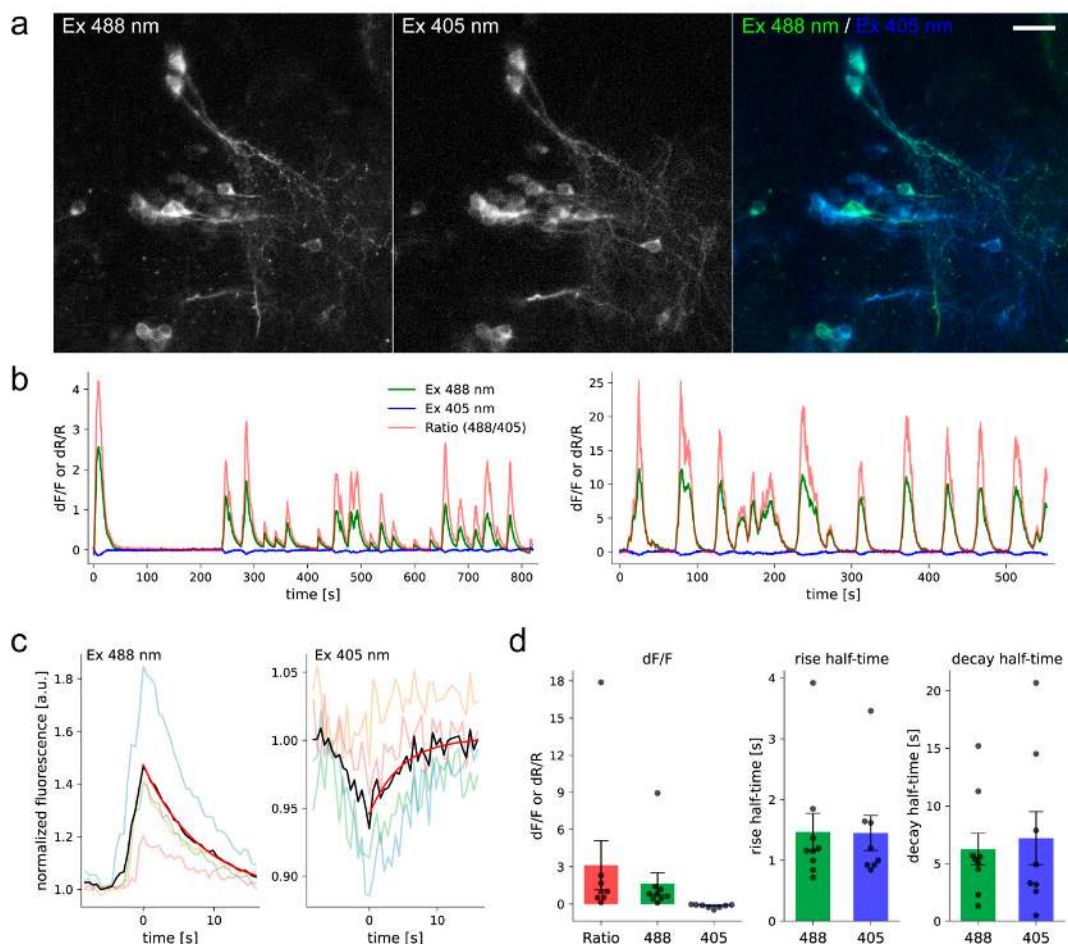 a
Ex 488 nm
Ex 405 nm
Ex 488 nm / Ex 405 nm
b
dF/F or dR/R
4
3
2
1
0
Ex 488 nm
Ex 405 nm
Ratio (488/405)
0 100 200 300 400 500 600 700 800
time [s]
dF/F or dR/R
25
20
15
10
5
0
0 100 200 300 400 500
time [s]
c
Ex 488 nm
normalized fluorescence [a.u.]
1.8
1.6
1.4
1.2
1.0
0 10
time [s]
Ex 405 nm
1.05
1.00
0.95
0.90
0 10
time [s]
d
dF/F
dF/F or dR/R
18
15
12
9
6
3
0
Ratio 488 405
rise half-time
rise half-time [s]
4
3
2
1
0
488 405
decay half-time
decay half-time [s]
20
15
10
5
0
488 405